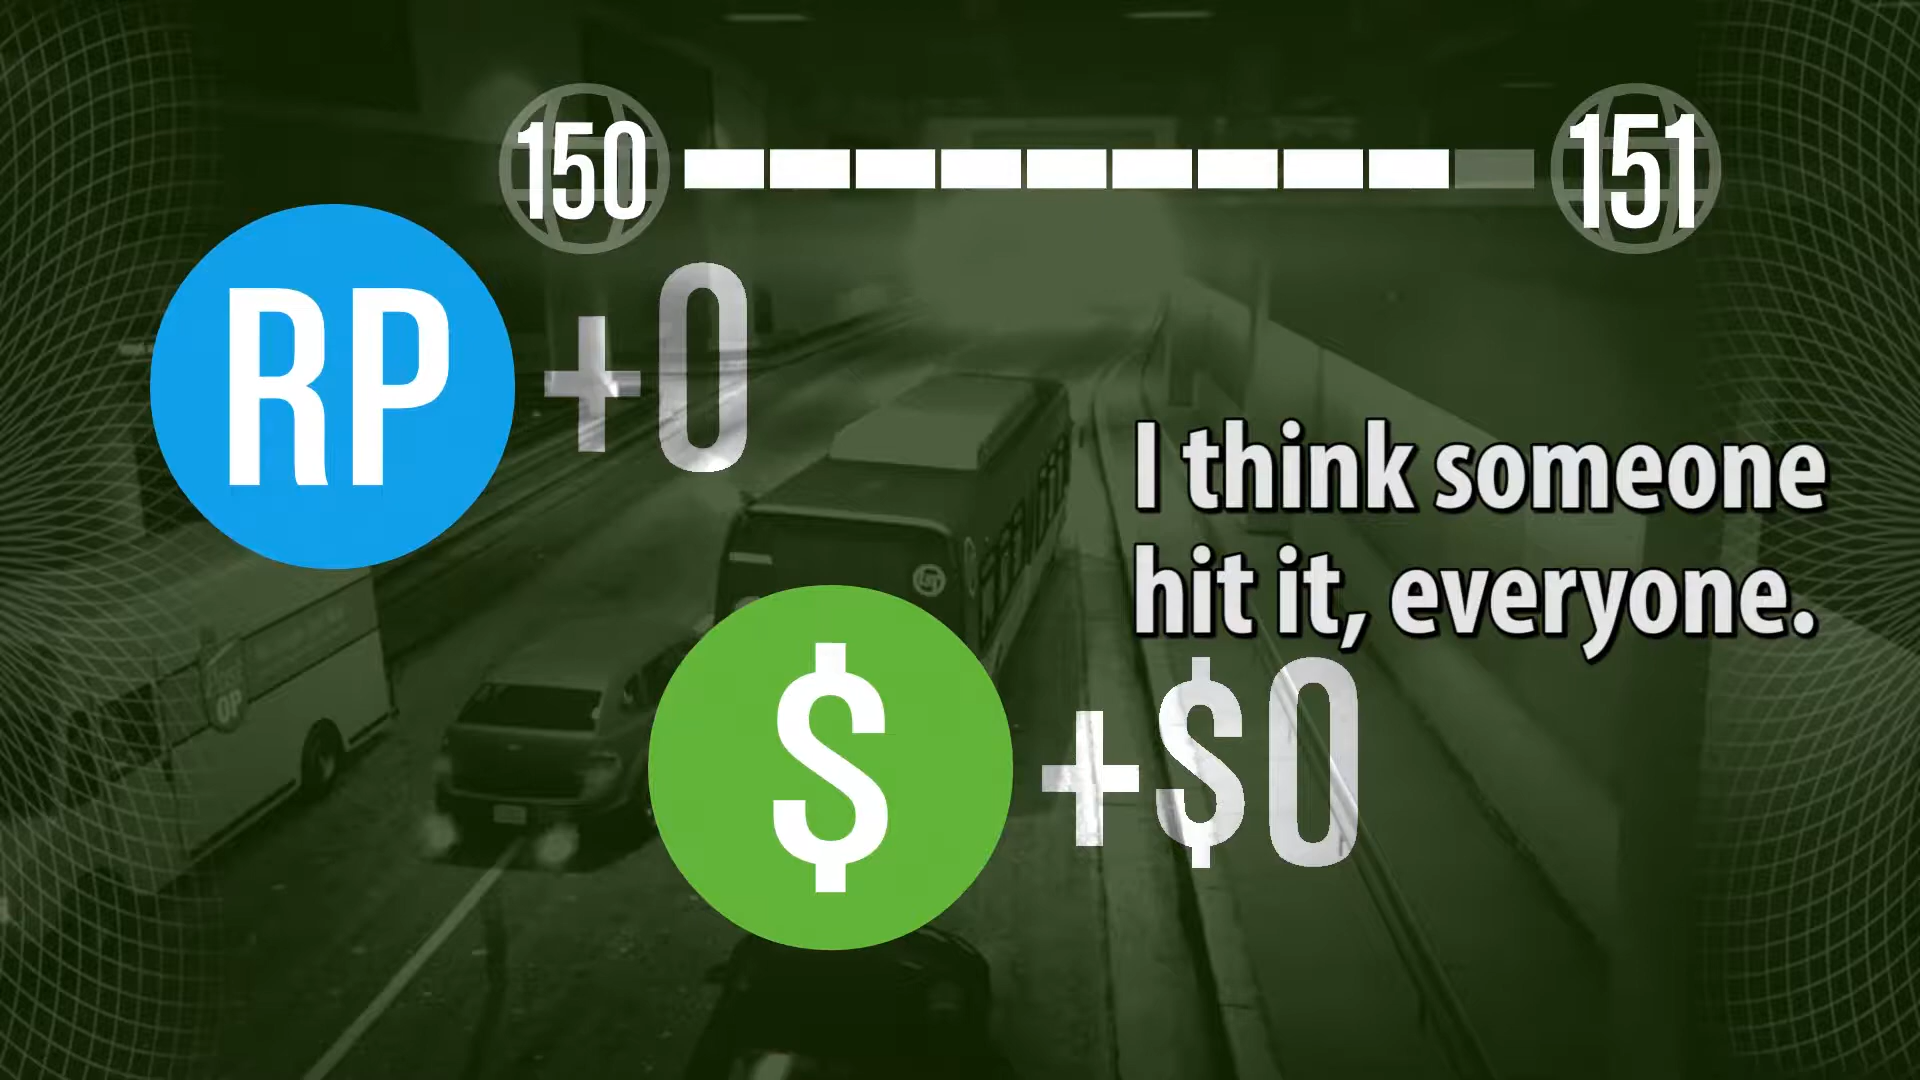 150
151
RP +0
I think someone
hit it, everyone.
$ +$0